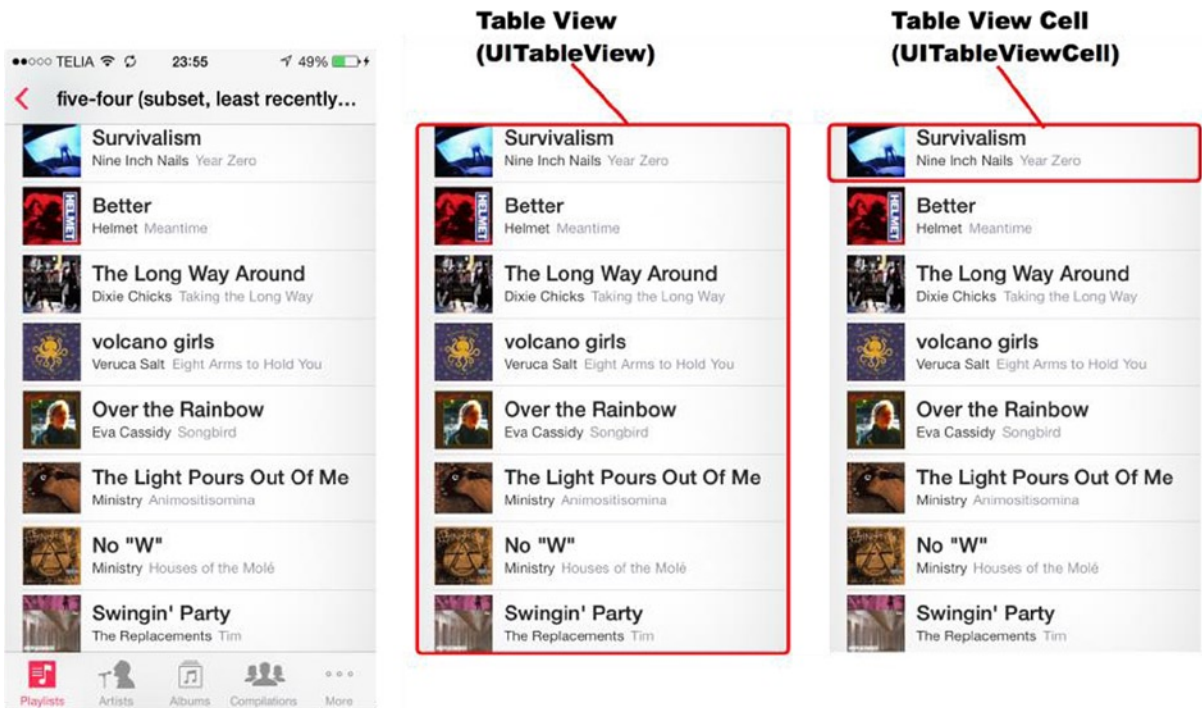 Table View
(UITableView)
Table View Cell
(UITableViewCell)
TELIA 23:55 49%
five-four (subset, least recently...
Survivalism
Nine Inch Nails Year Zero
HELMET
Better
Helmet Meantime
The Long Way Around
Dixie Chicks Taking the Long Way
volcano girls
Veruca Salt Eight Arms to Hold You
Over the Rainbow
Eva Cassidy Songbird
The Light Pours Out Of Me
Ministry Animositisomina
No "W"
Ministry Houses of the Molé
Swingin' Party
The Replacements Tim
Playlists Artists Albums Compilations More
Survivalism
Nine Inch Nails Year Zero
HELMET
Better
Helmet Meantime
The Long Way Around
Dixie Chicks Taking the Long Way
volcano girls
Veruca Salt Eight Arms to Hold You
Over the Rainbow
Eva Cassidy Songbird
The Light Pours Out Of Me
Ministry Animositisomina
No "W"
Ministry Houses of the Molé
Swingin' Party
The Replacements Tim
Survivalism
Nine Inch Nails Year Zero
HELMET
Better
Helmet Meantime
The Long Way Around
Dixie Chicks Taking the Long Way
volcano girls
Veruca Salt Eight Arms to Hold You
Over the Rainbow
Eva Cassidy Songbird
The Light Pours Out Of Me
Ministry Animositisomina
No "W"
Ministry Houses of the Molé
Swingin' Party
The Replacements Tim